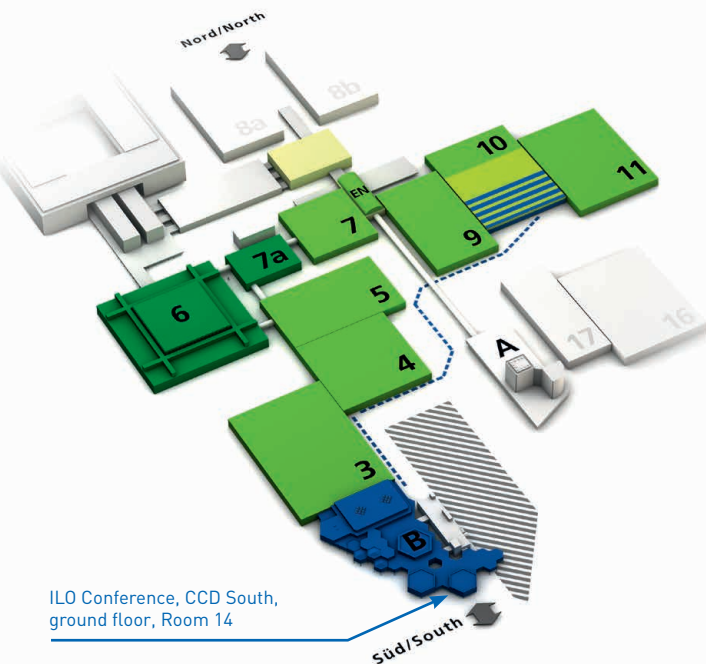 Nord/North
8b
8a
10
11
EN
7
9
7a
5
6
17
16
A
4
3
B
ILO Conference, CCD South,
ground floor, Room 14
Süd/South